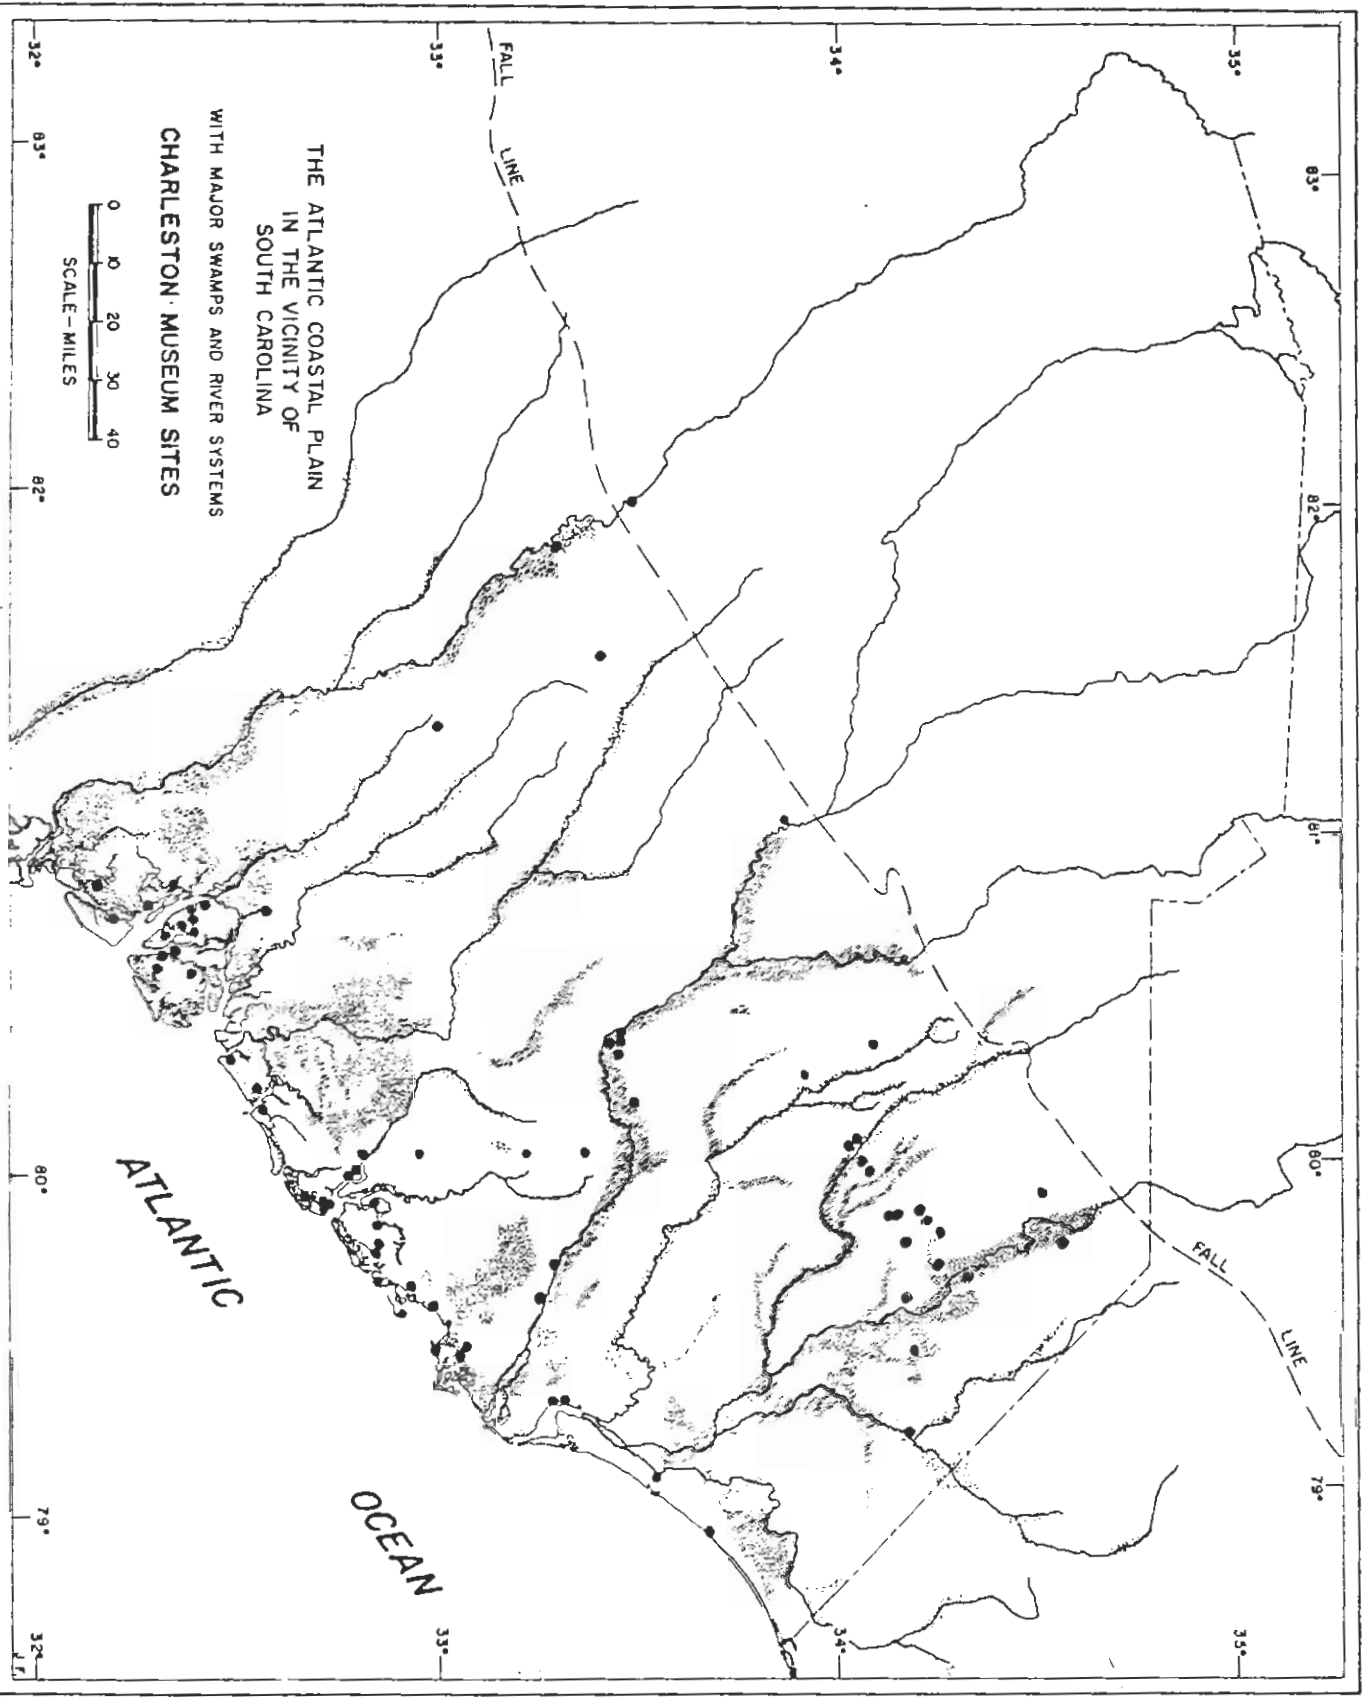 THE ATLANTIC COASTAL PLAIN
IN THE VICINITY OF
SOUTH CAROLINA
WITH MAJOR SWAMPS AND RIVER SYSTEMS
CHARLESTON·MUSEUM SITES
0 10 20 30 40
SCALE—MILES
FALL
LINE
FALL
LINE
ATLANTIC
OCEAN
83°
82°
81°
80°
79°
35°
34°
33°
32°
83°
82°
80°
79°
35°
34°
33°
32°
J.F.